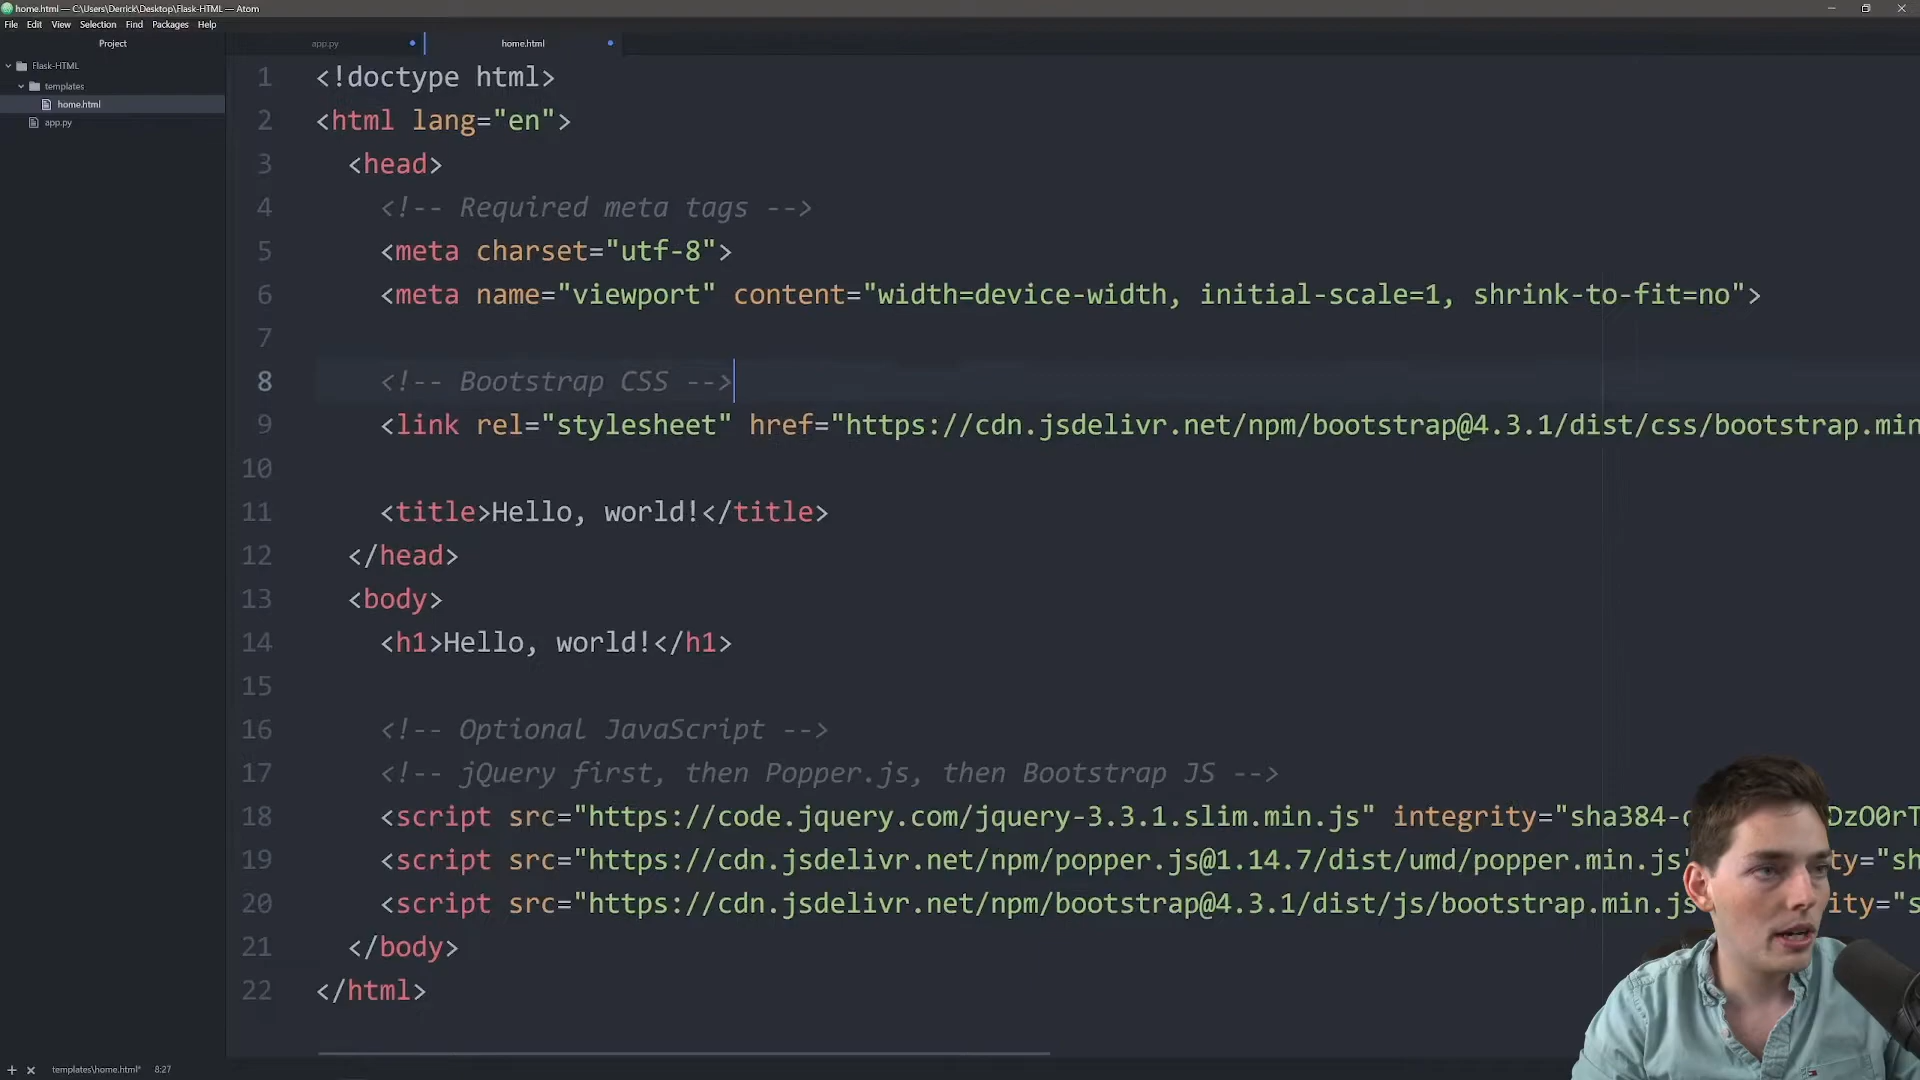 home.html — C:\Users\Derrick\Desktop\Flask-HTML — Atom
File Edit View Selection Find Packages Help
Project
app.py
home.html
Flask-HTML
templates
home.html
app.py
1 <!doctype html>
2 <html lang="en">
3 <head>
4 <!-- Required meta tags -->
5 <meta charset="utf-8">
6 <meta name="viewport" content="width=device-width, initial-scale=1, shrink-to-fit=no">
7
8 <!-- Bootstrap CSS -->
9 <link rel="stylesheet" href="https://cdn.jsdelivr.net/npm/bootstrap@4.3.1/dist/css/bootstrap.min
10
11 <title>Hello, world!</title>
12 </head>
13 <body>
14 <h1>Hello, world!</h1>
15
16 <!-- Optional JavaScript -->
17 <!-- jQuery first, then Popper.js, then Bootstrap JS -->
18 <script src="https://code.jquery.com/jquery-3.3.1.slim.min.js" integrity="sha384- DzO0rT
19 <script src="https://cdn.jsdelivr.net/npm/popper.js@1.14.7/dist/umd/popper.min.js" ty="sh
20 <script src="https://cdn.jsdelivr.net/npm/bootstrap@4.3.1/dist/js/bootstrap.min.js ity="s
21 </body>
22 </html>
templates\home.html* 8:27